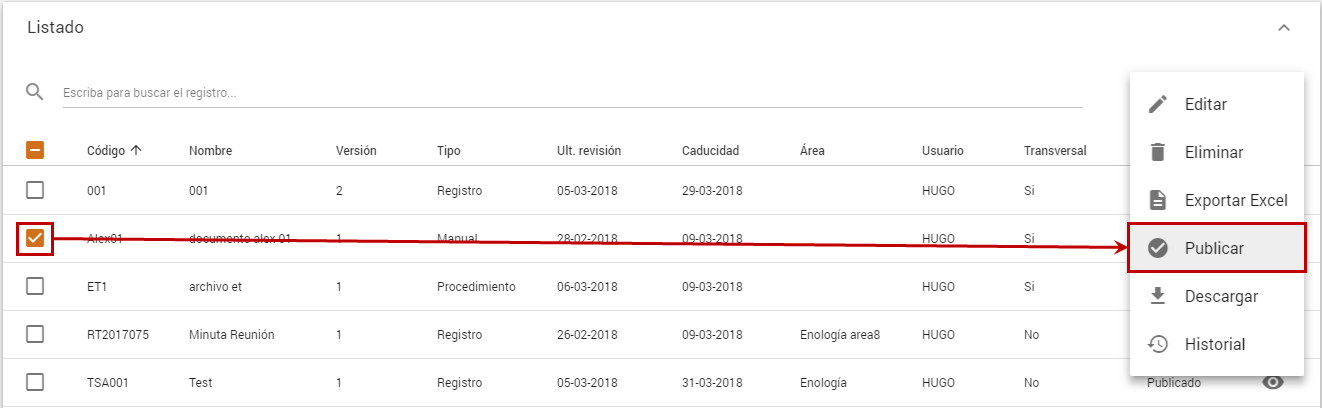 Listado
Escriba para buscar el registro...
Editar
Código Nombre Versión Tipo Ult. revisión Caducidad Área Usuario Transversal
Eliminar
001 001 2 Registro 05-03-2018 29-03-2018 HUGO Si
Exportar Excel
Alex01 documento alex 01 1 Manual 28-02-2018 09-03-2018 HUGO Si
Publicar
ET1 archivo et 1 Procedimiento 06-03-2018 09-03-2018 HUGO Si
Descargar
RT2017075 Minuta Reunión 1 Registro 26-02-2018 09-03-2018 Enología area8 HUGO No
Historial
TSA001 Test 1 Registro 05-03-2018 31-03-2018 Enología HUGO No Publicado